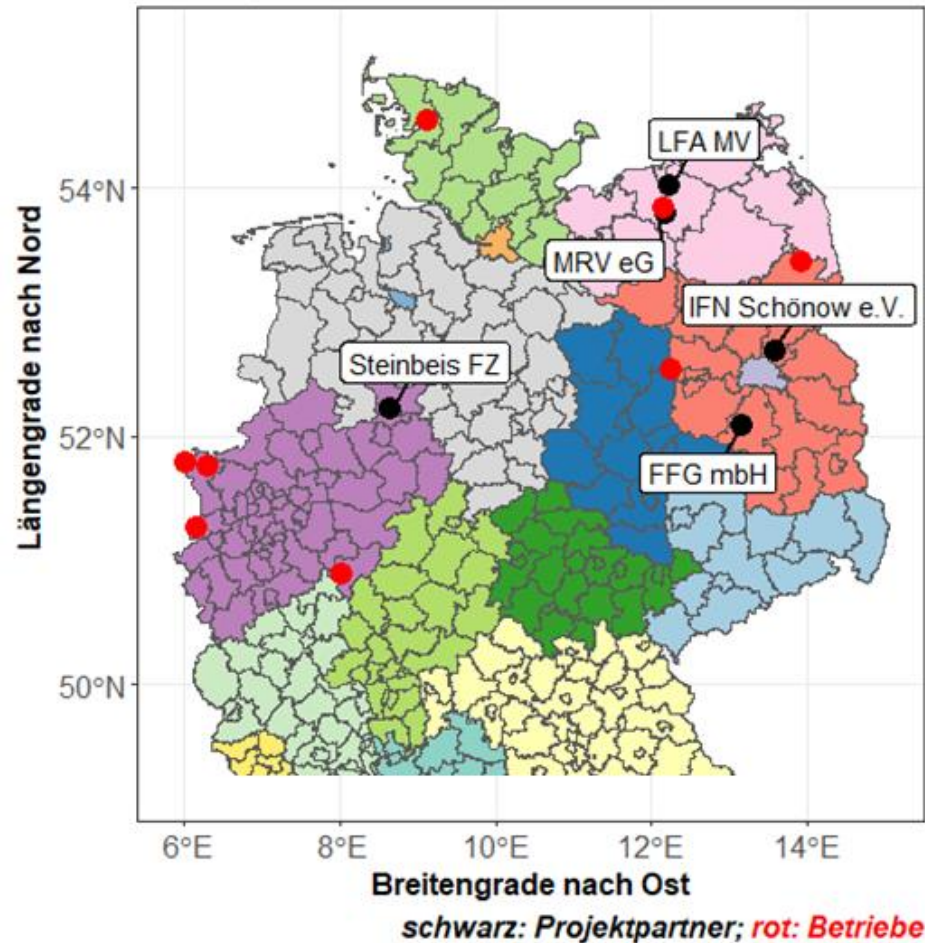 LFA MV
54°N
MRV eG
IFN Schönow e.V.
Steinbeis FZ
52°N
FFG mbH
50°N
Längengrade nach Nord
6°E 8°E 10°E 12°E 14°E
Breitengrade nach Ost
schwarz: Projektpartner; rot: Betriebe